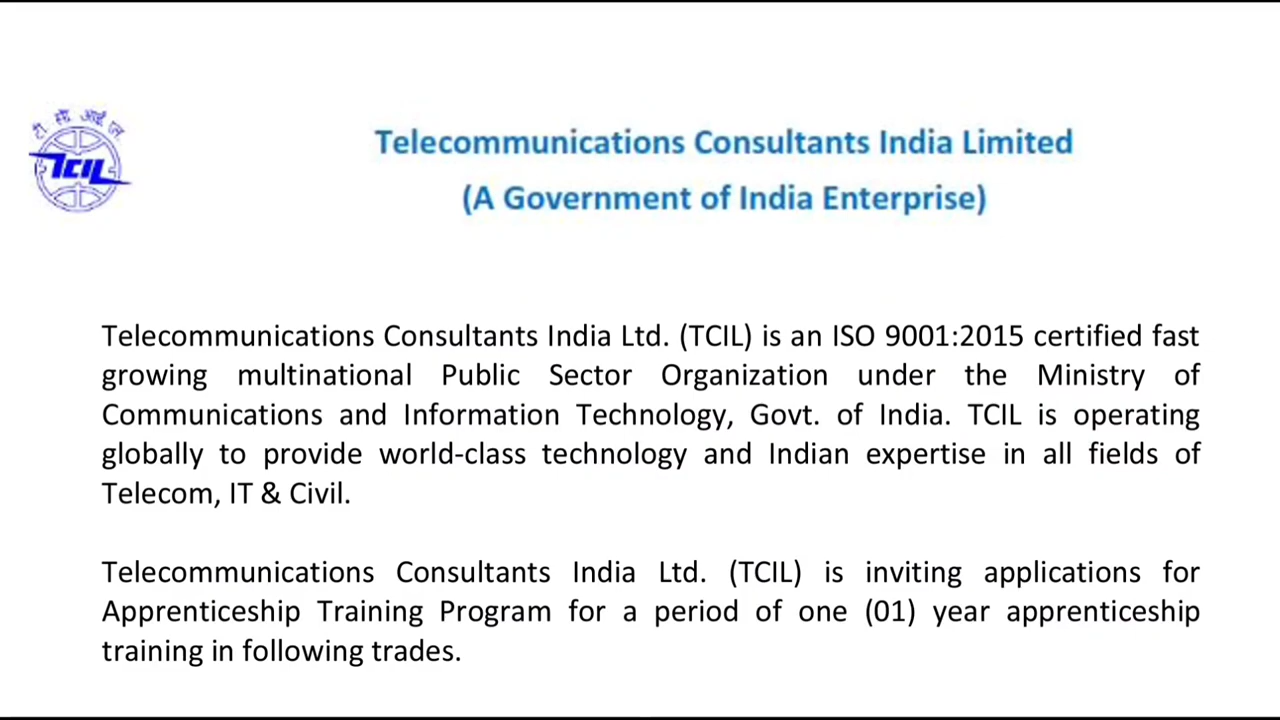 टी सी आई एल
TCIL
Telecommunications Consultants India Limited
(A Government of India Enterprise)
Telecommunications Consultants India Ltd. (TCIL) is an ISO 9001:2015 certified fast
growing multinational Public Sector Organization under the Ministry of
Communications and Information Technology, Govt. of India. TCIL is operating
globally to provide world-class technology and Indian expertise in all fields of
Telecom, IT & Civil.
Telecommunications Consultants India Ltd. (TCIL) is inviting applications for
Apprenticeship Training Program for a period of one (01) year apprenticeship
training in following trades.